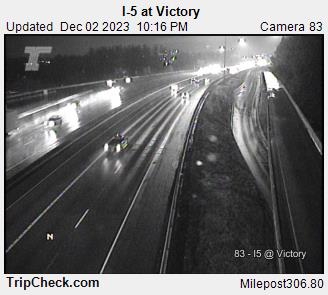 I-5 at Victory
Updated  Dec 02 2023  10:16 PM  Camera 83
T
N
83 - I5 @ Victory
TripCheck.com  Milepost306.80